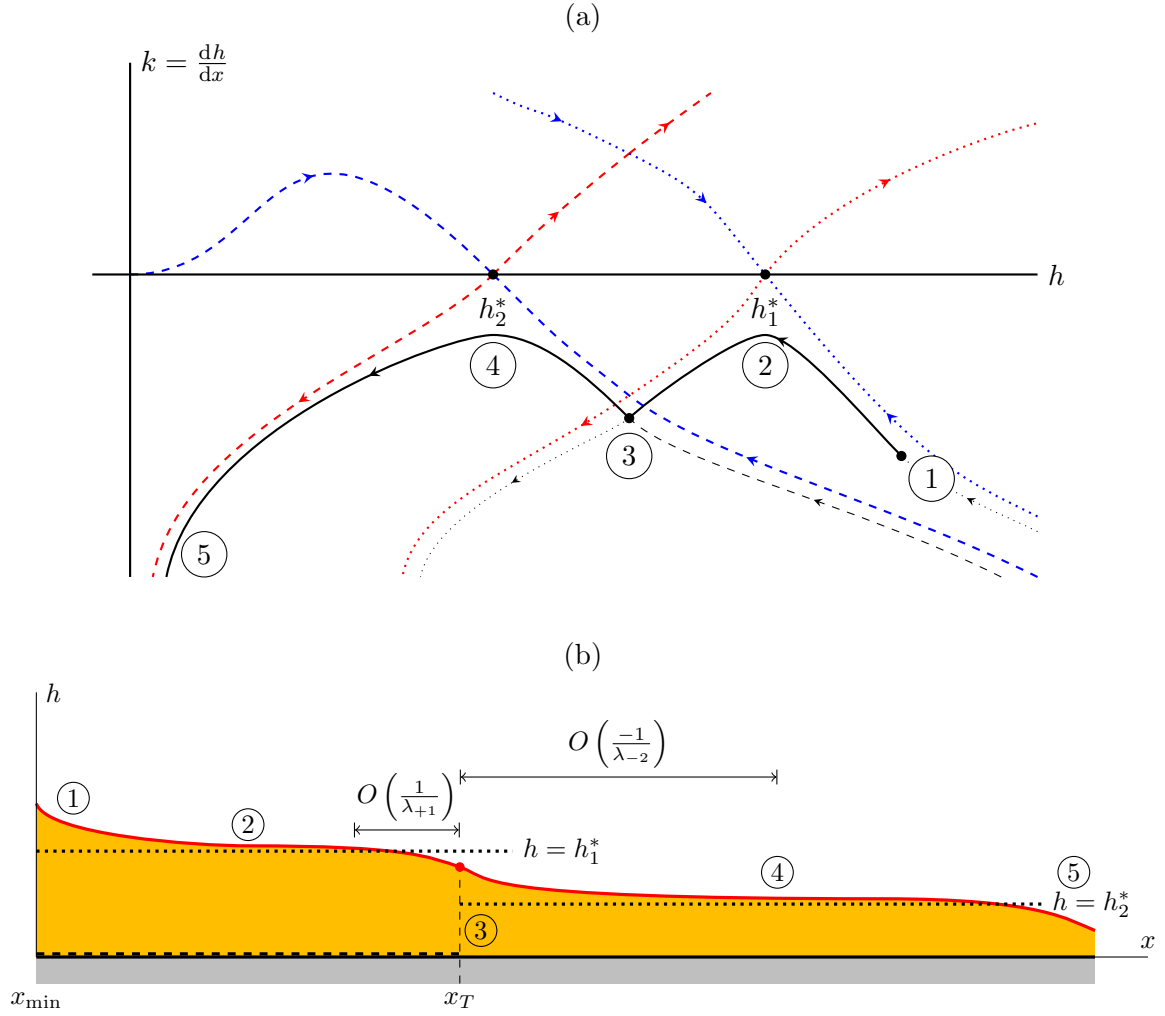 (a)
k = dh/dx
h
h₂*
h₁*
④
②
③
①
⑤
(b)
h
O(−1/λ₋₂)
①
O(1/λ₊₁)
②
h = h₁*
④
⑤
h = h₂*
③
x
x_min
x_T